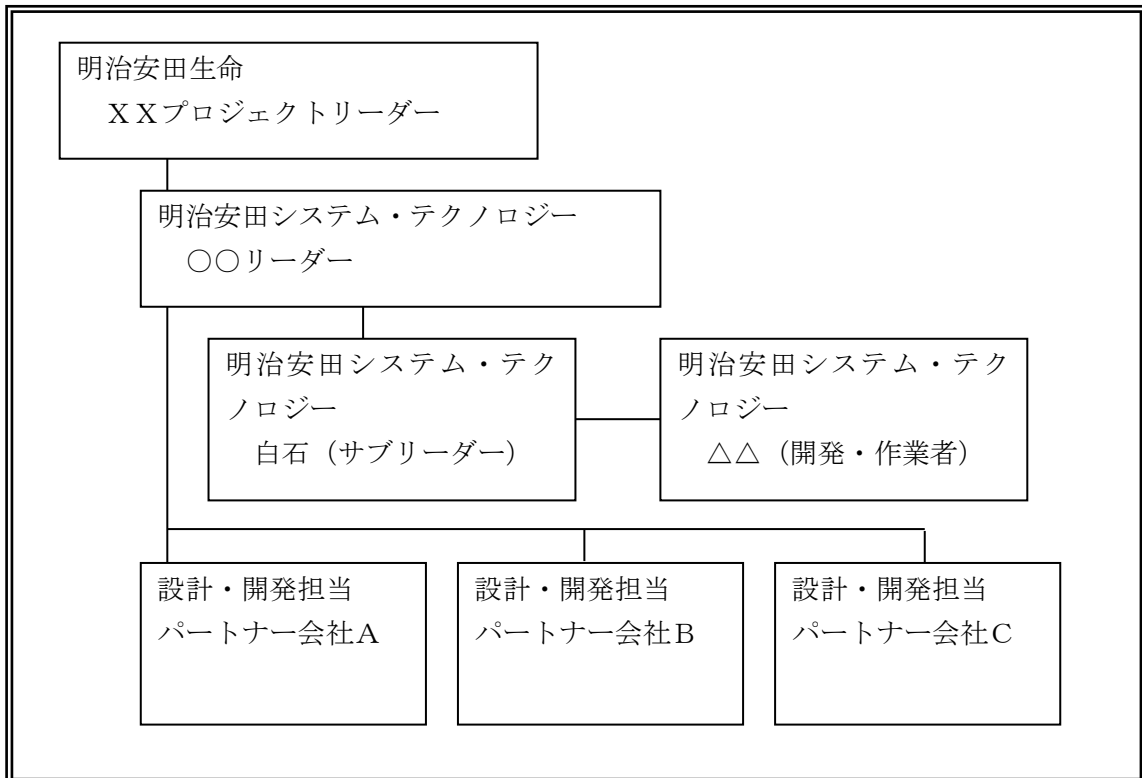 明治安田生命
ＸＸプロジェクトリーダー
明治安田システム・テクノロジー
○○リーダー
明治安田システム・テク
ノロジー
白石（サブリーダー）
明治安田システム・テク
ノロジー
△△（開発・作業者）
設計・開発担当
パートナー会社Ａ
設計・開発担当
パートナー会社Ｂ
設計・開発担当
パートナー会社Ｃ